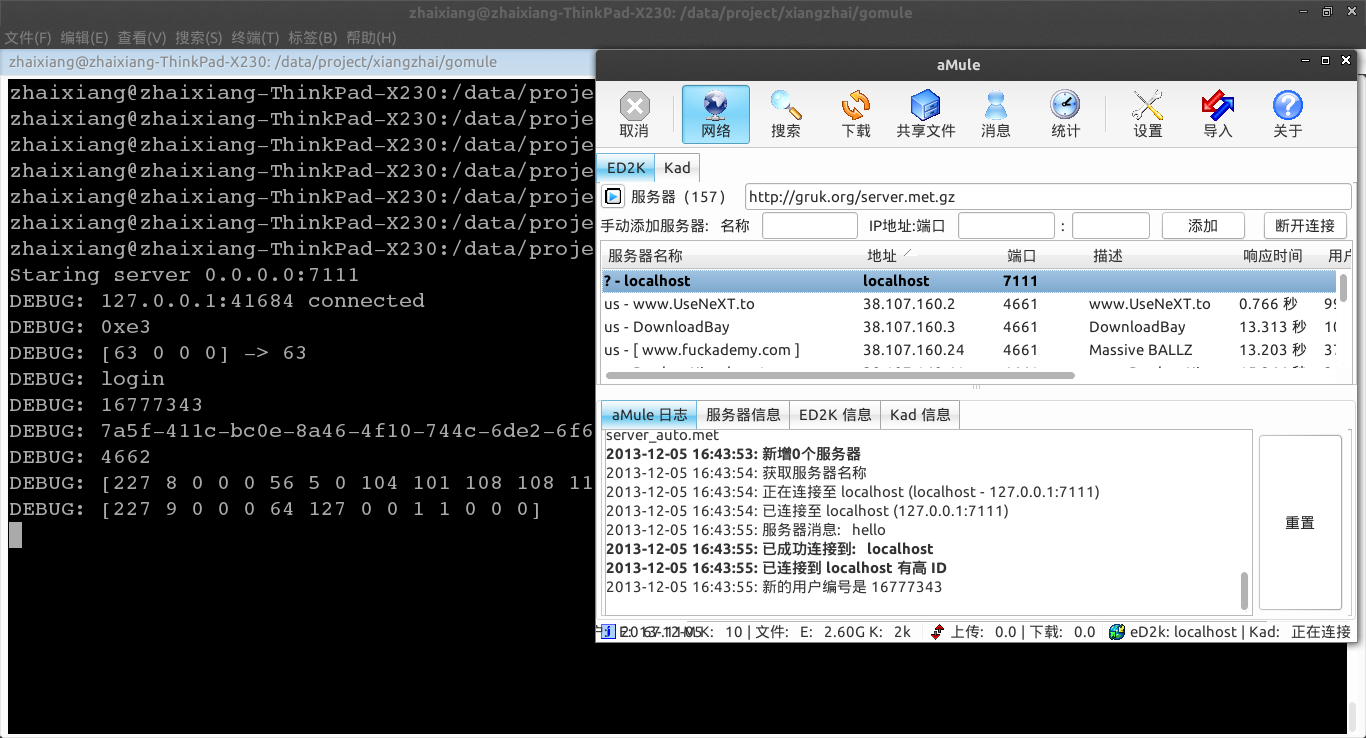 zhaixiang@zhaixiang-ThinkPad-X230: /data/project/xiangzhai/gomule
文件(F) 编辑(E) 查看(V) 搜索(S) 终端(T) 标签(B) 帮助(H)
zhaixiang@zhaixiang-ThinkPad-X230: /data/project/xiangzhai/gomule
zhaixiang@zhaixiang-ThinkPad-X230:/data/proje
zhaixiang@zhaixiang-ThinkPad-X230:/data/proje
zhaixiang@zhaixiang-ThinkPad-X230:/data/proje
zhaixiang@zhaixiang-ThinkPad-X230:/data/proje
zhaixiang@zhaixiang-ThinkPad-X230:/data/proje
zhaixiang@zhaixiang-ThinkPad-X230:/data/proje
zhaixiang@zhaixiang-ThinkPad-X230:/data/proje
Staring server 0.0.0.0:7111
DEBUG: 127.0.0.1:41684 connected
DEBUG: 0xe3
DEBUG: [63 0 0 0] -> 63
DEBUG: login
DEBUG: 16777343
DEBUG: 7a5f-411c-bc0e-8a46-4f10-744c-6de2-6f6
DEBUG: 4662
DEBUG: [227 8 0 0 0 56 5 0 104 101 108 108 11
DEBUG: [227 9 0 0 0 64 127 0 0 1 1 0 0 0]
aMule
取消 网络 搜索 下载 共享文件 消息 统计 设置 导入 关于
ED2K Kad
服务器 (157) http://gruk.org/server.met.gz
手动添加服务器: 名称 IP地址:端口 : 添加 断开连接
服务器名称 地址 端口 描述 响应时间 用户
? - localhost localhost 7111
us - www.UseNeXT.to 38.107.160.2 4661 www.UseNeXT.to 0.766 秒
us - DownloadBay 38.107.160.3 4661 DownloadBay 13.313 秒 10
us - [ www.fuckademy.com ] 38.107.160.24 4661 Massive BALLZ 13.203 秒 37
aMule 日志 服务器信息 ED2K 信息 Kad 信息
server_auto.met
2013-12-05 16:43:53: 新增0个服务器
2013-12-05 16:43:54: 获取服务器名称
2013-12-05 16:43:54: 正在连接至 localhost (localhost - 127.0.0.1:7111)
2013-12-05 16:43:54: 已连接至 localhost (127.0.0.1:7111)
2013-12-05 16:43:55: 服务器消息: hello
2013-12-05 16:43:55: 已成功连接到: localhost
2013-12-05 16:43:55: 已连接到 localhost 有高 ID
2013-12-05 16:43:55: 新的用户编号是 16777343
重置
K: 10 | 文件: E: 2.60G K: 2k 上传: 0.0 | 下载: 0.0 eD2k: localhost | Kad: 正在连接